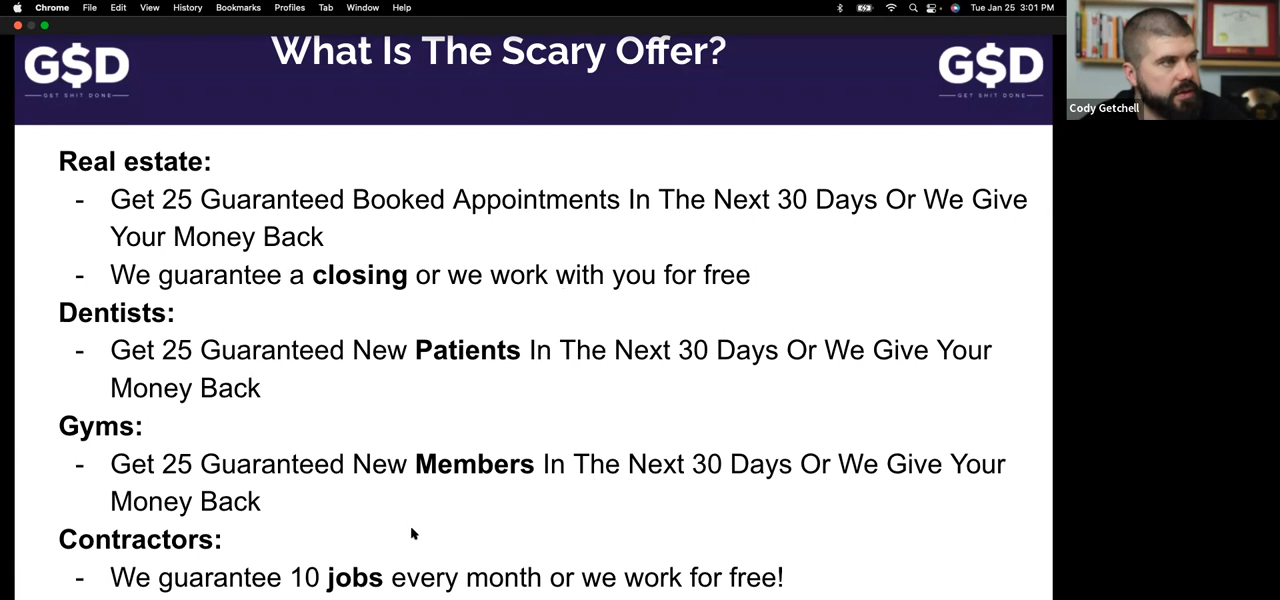 Chrome File Edit View History Bookmarks Profiles Tab Window Help Tue Jan 25 3:01 PM
What Is The Scary Offer?
G$D
GET SHIT DONE
G$D
GET SHIT DONE
Cody Getchell
Real estate:
- Get 25 Guaranteed Booked Appointments In The Next 30 Days Or We Give
Your Money Back
- We guarantee a closing or we work with you for free
Dentists:
- Get 25 Guaranteed New Patients In The Next 30 Days Or We Give Your
Money Back
Gyms:
- Get 25 Guaranteed New Members In The Next 30 Days Or We Give Your
Money Back
Contractors:
- We guarantee 10 jobs every month or we work for free!